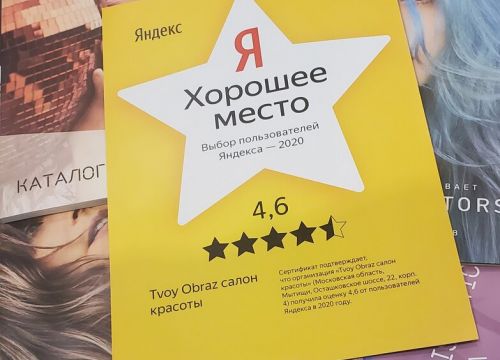 Яндекс
Я
Хорошее
место
Выбор пользователей
Яндекса — 2020
4,6
Tvoy Obraz салон
красоты
Сертификат подтверждает,
что организация «Tvoy Obraz салон
красоты» (Московская область,
Мытищи, Осташковское шоссе, 22, корп.
4) получила оценку 4,6 от пользователей
Яндекса в 2020 году.
КАТАЛОГ
ВАЕТ
TORS